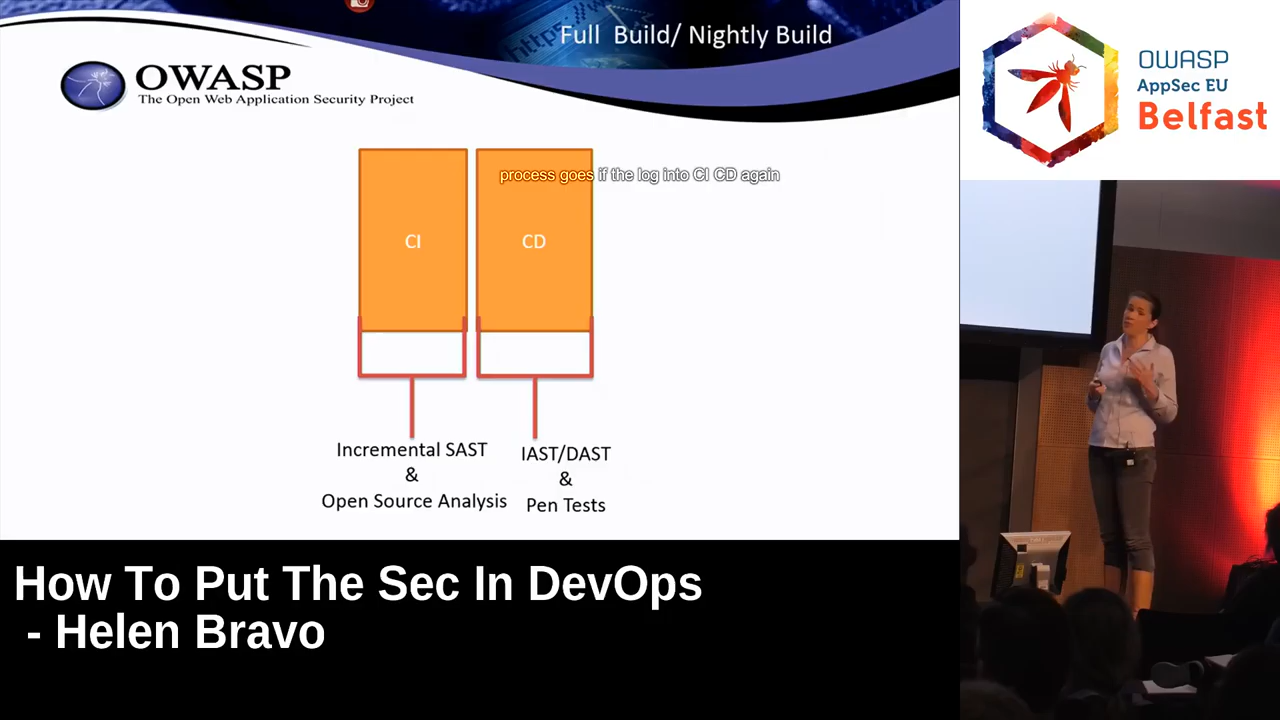 Full Build/ Nightly Build
https:
OWASP
The Open Web Application Security Project
OWASP
AppSec EU
Belfast
process goes if the log into CI CD again
CI
CD
Incremental SAST
&
Open Source Analysis
IAST/DAST
&
Pen Tests
How To Put The Sec In DevOps
- Helen Bravo